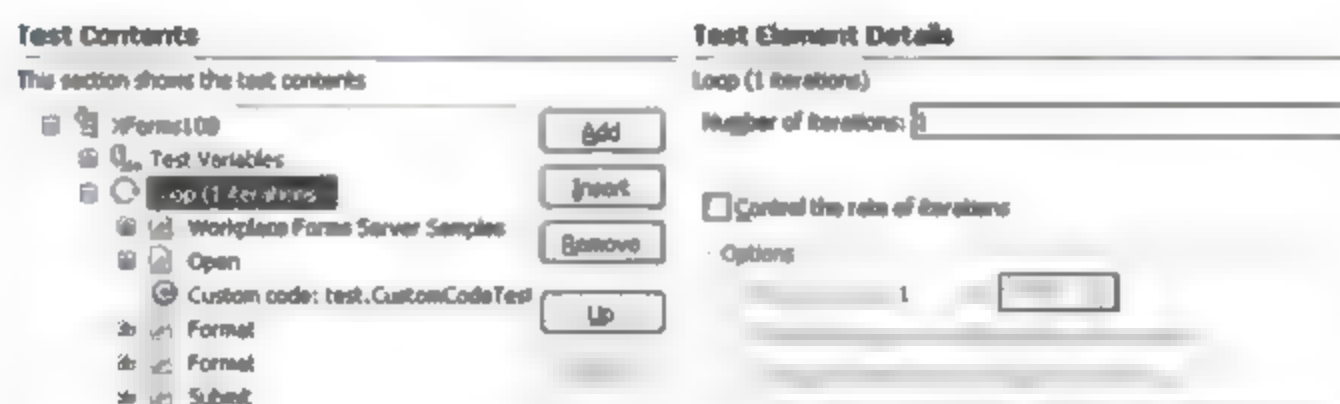 Test Contents
This section shows the test contents
XForms100
Test Variables
Loop (1 iterations
Workplace Forms Server Samples
Open
Custom code: test.CustomCodeTest
Format
Format
Submit
Add
Insert
Remove
Up
Test Element Details
Loop (1 iterations)
Number of iterations: 1
Control the rate of iterations
Options
1